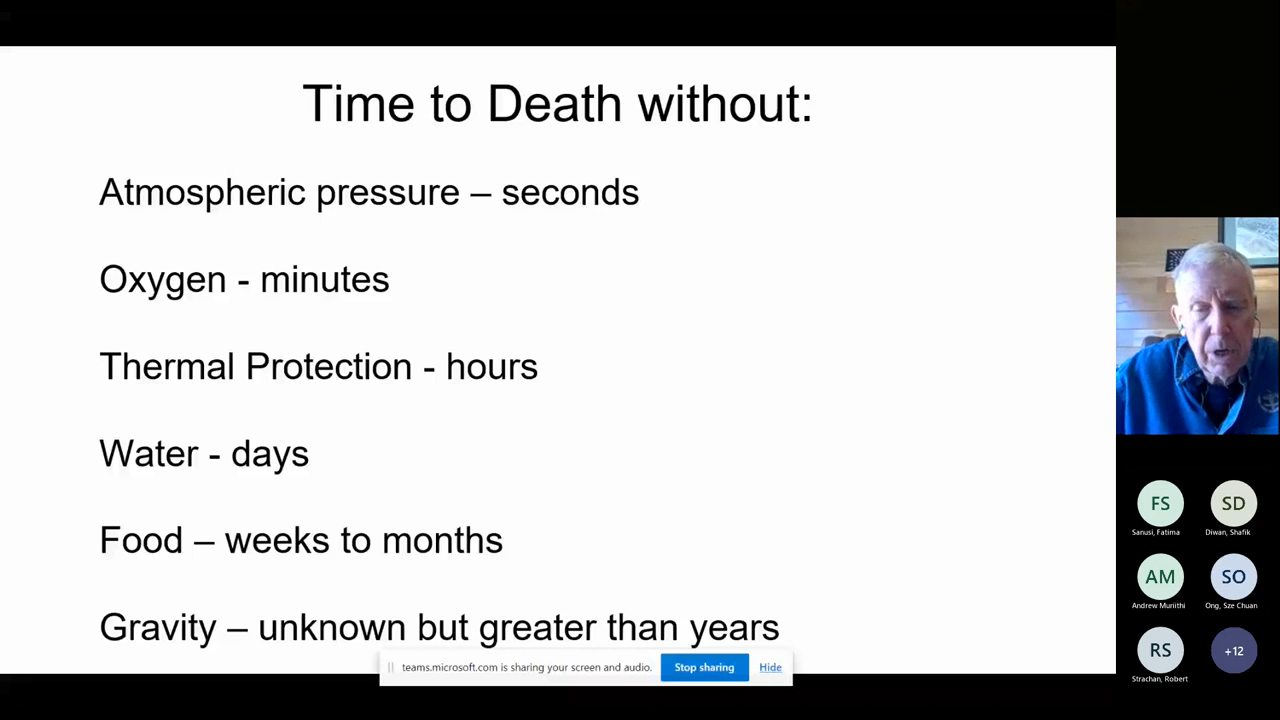 Time to Death without:
Atmospheric pressure – seconds
Oxygen - minutes
Thermal Protection - hours
Water - days
Food – weeks to months
Gravity – unknown but greater than years
teams.microsoft.com is sharing your screen and audio.
Stop sharing
Hide
FS
SD
Sanusi, Fatima
Diwan, Shafik
AM
SO
Andrew Muriithi
Ong, Sze Chuan
RS
+12
Strachan, Robert